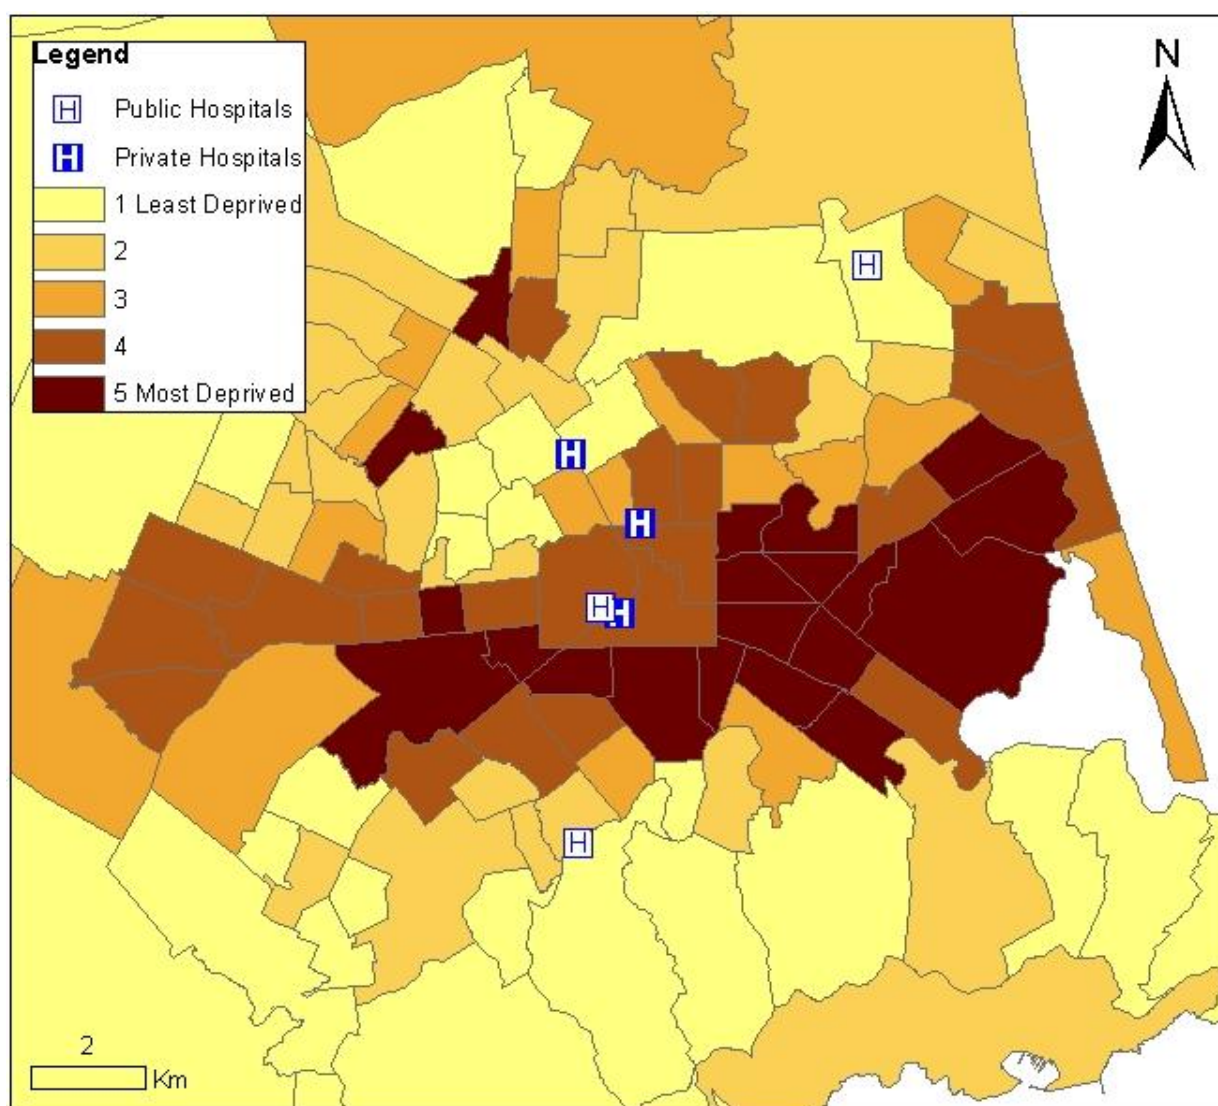 Legend
H Public Hospitals
H Private Hospitals
1 Least Deprived
2
3
4
5 Most Deprived
N
H
H
H
H H
H
2
Km